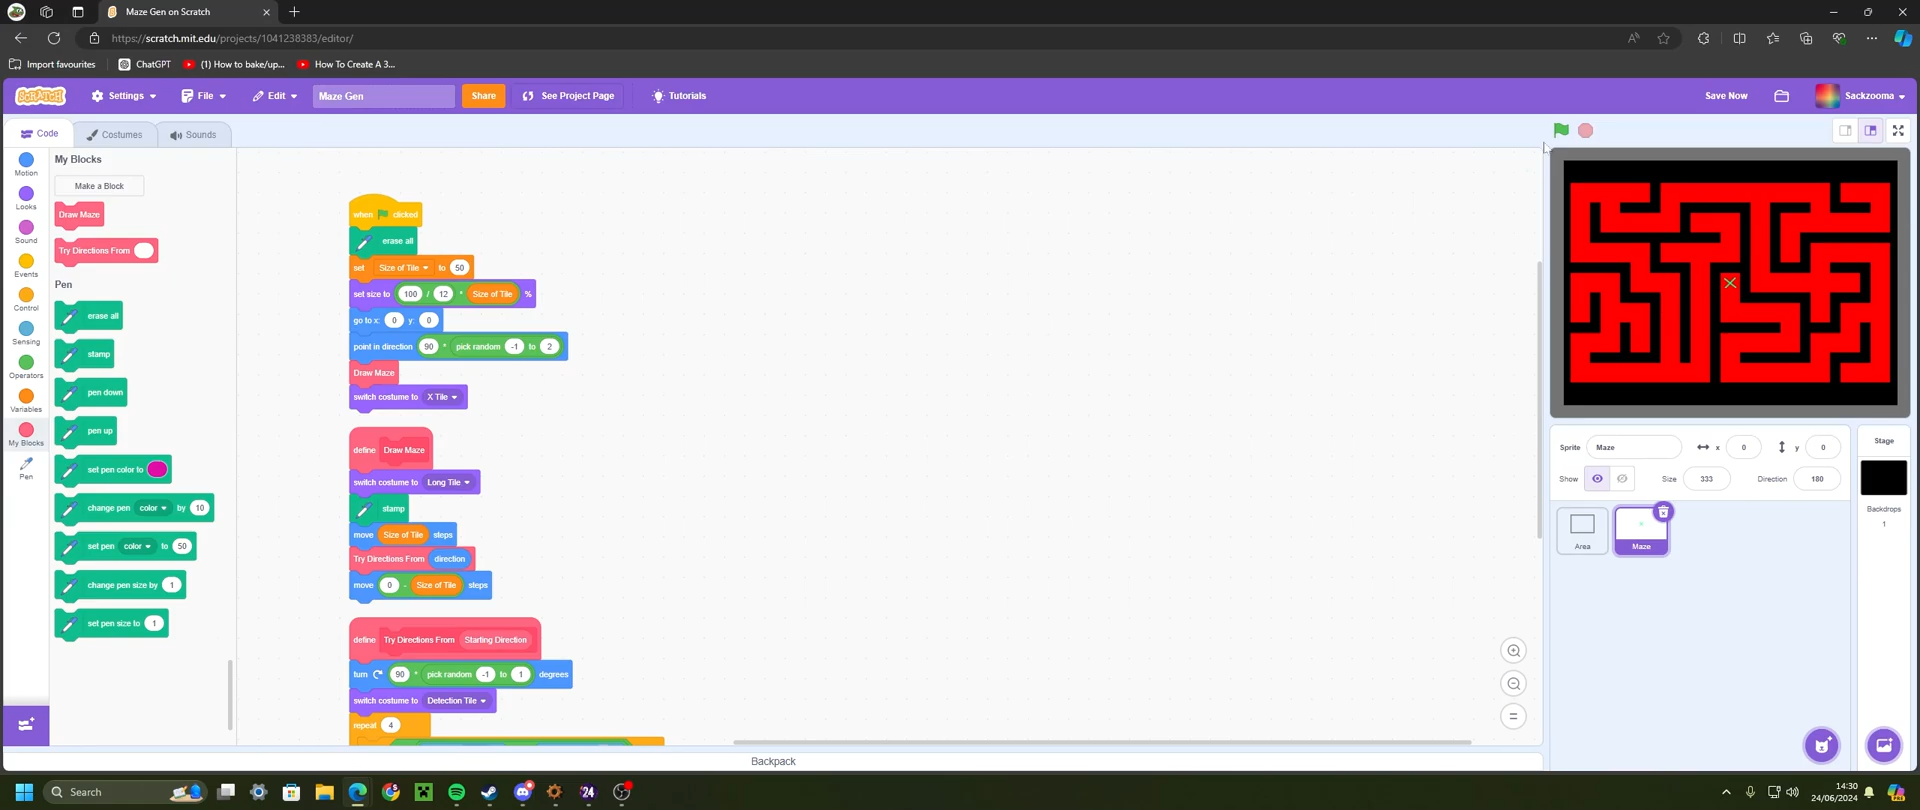 Maze Gen on Scratch
https://scratch.mit.edu/projects/1041238383/editor/
Import favourites
ChatGPT
(1) How to bake/up...
How To Create A 3...
SCRATCH
Settings
File
Edit
Maze Gen
Share
See Project Page
Tutorials
Save Now
Sackzooma
Code
Costumes
Sounds
Motion
Looks
Sound
Events
Control
Sensing
Operators
Variables
My Blocks
Pen
My Blocks
Make a Block
Draw Maze
Try Directions From
Pen
erase all
stamp
pen down
pen up
set pen color to
change pen color by 10
set pen color to 50
change pen size by 1
set pen size to 1
when clicked
erase all
set Size of Tile to 50
set size to 100 / 12 * Size of Tile %
go to x: 0 y: 0
point in direction 90 * pick random -1 to 2
Draw Maze
switch costume to X Tile
define Draw Maze
switch costume to Long Tile
stamp
move Size of Tile steps
Try Directions From direction
move 0 - Size of Tile steps
define Try Directions From Starting Direction
turn 90 * pick random -1 to 1 degrees
switch costume to Detection Tile
repeat 4
Backpack
Sprite Maze x 0 y 0
Show Size 333 Direction 180
Area
Maze
Stage
Backdrops
1
Search
24
14:30
24/06/2024
PRE